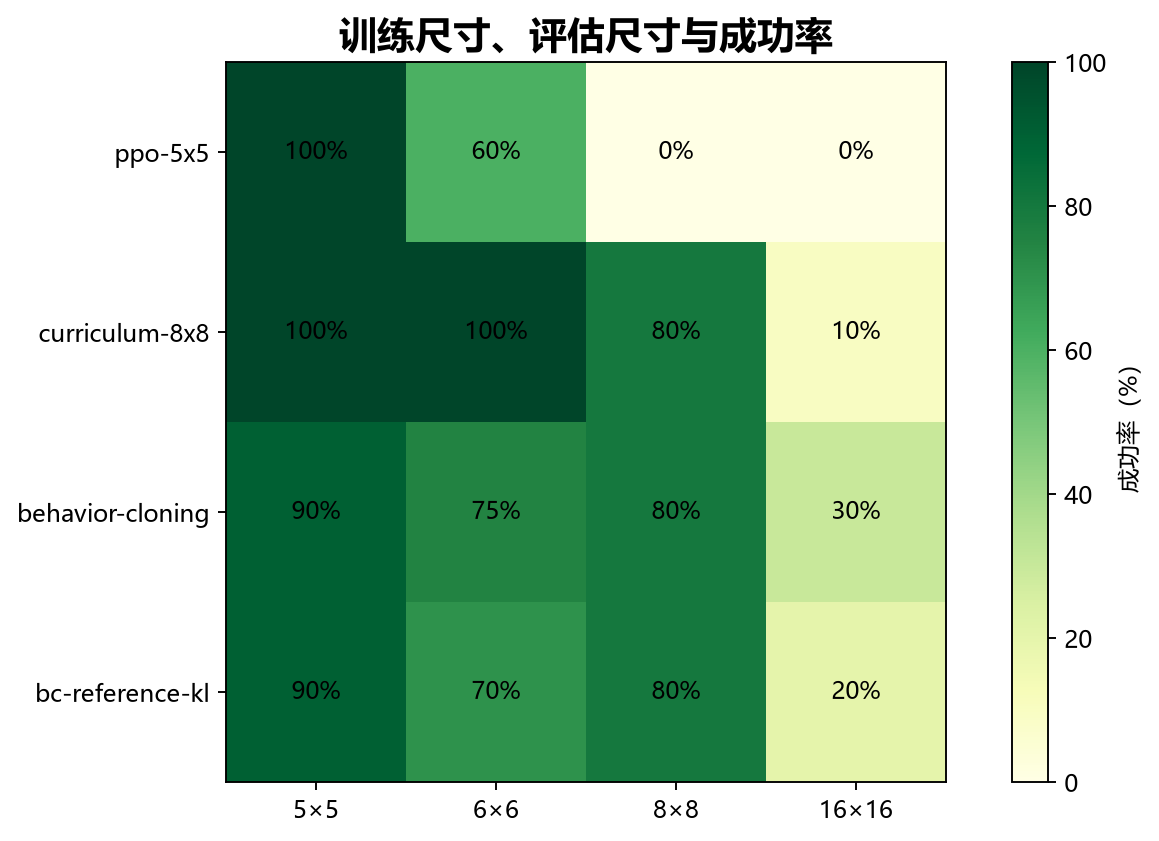 训练尺寸、评估尺寸与成功率
ppo-5x5 100% 60% 0% 0%
curriculum-8x8 100% 100% 80% 10%
behavior-cloning 90% 75% 80% 30%
bc-reference-kl 90% 70% 80% 20%
5×5 6×6 8×8 16×16
100
80
60
40
20
0
成功率（%）